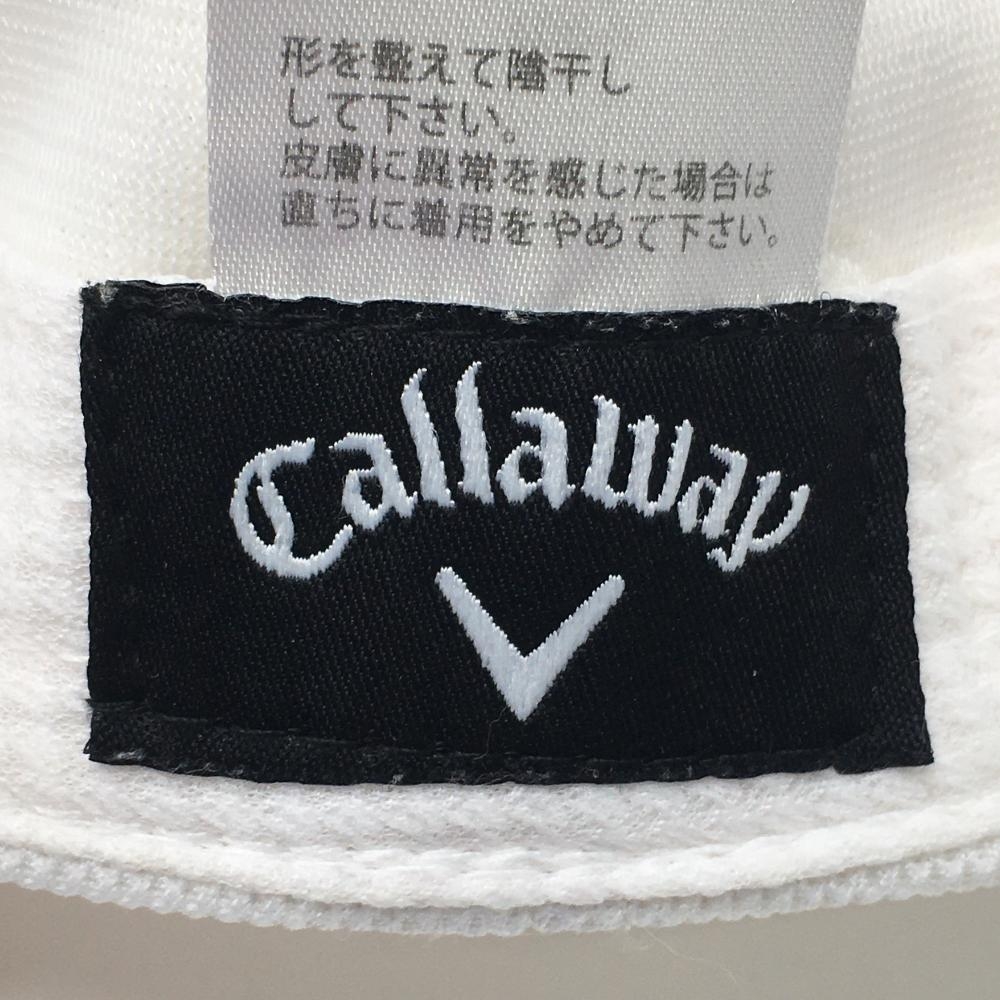 形を整えて陰干し
して下さい。
皮膚に異常を感じた場合は
直ちに着用をやめて下さい。
Callaway